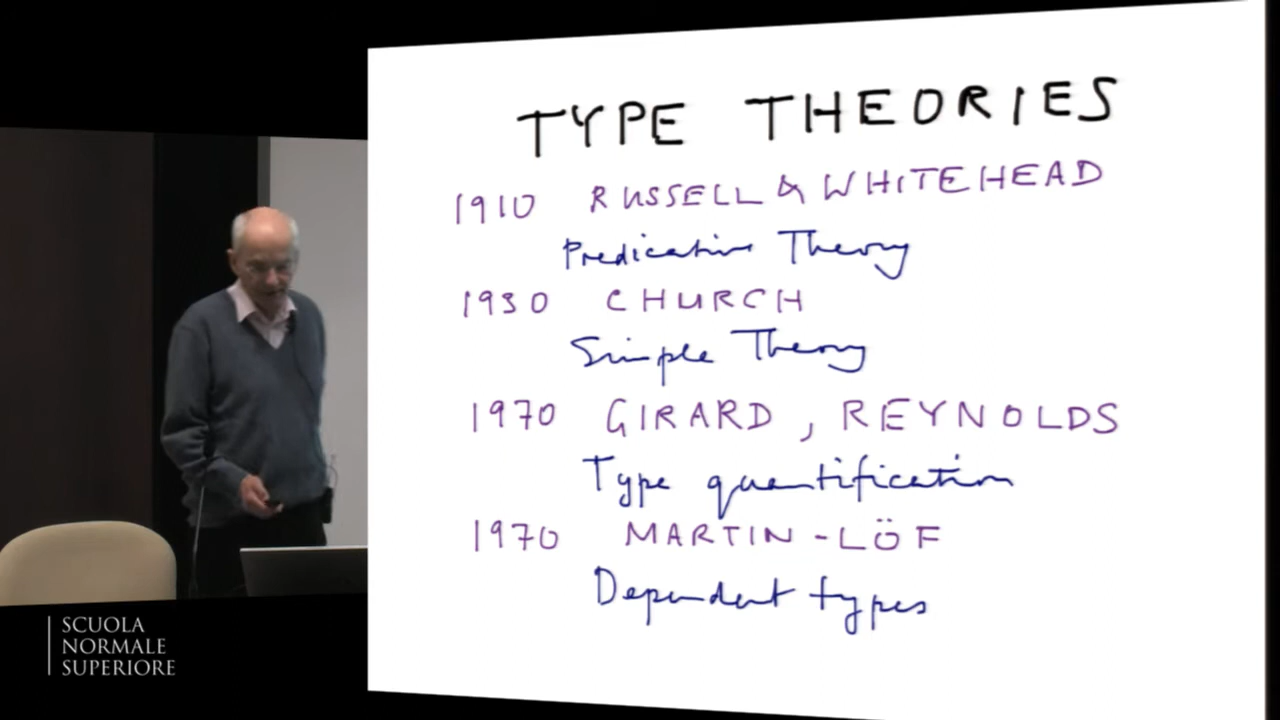 TYPE THEORIES
1910 RUSSELL & WHITEHEAD
Predicative Theory
1930 CHURCH
Simple Theory
1970 GIRARD, REYNOLDS
Type quantification
1970 MARTIN-LÖF
Dependent types
SCUOLA
NORMALE
SUPERIORE